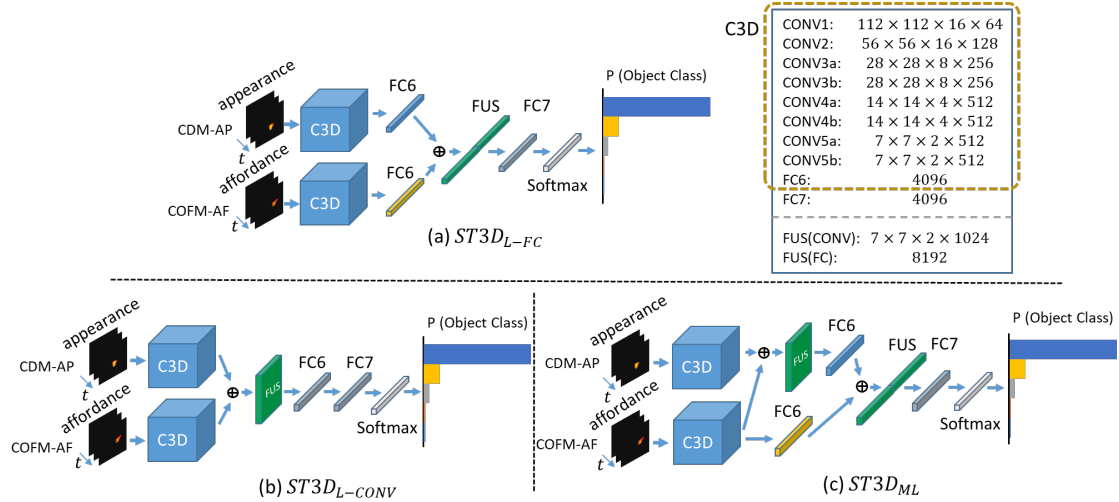 appearance
CDM-AP
t
C3D
FC6
affordance
COFM-AF
t
C3D
FC6
⊕
FUS
FC7
Softmax
P (Object Class)
(a) ST3D_{L−FC}
C3D
CONV1: 112 × 112 × 16 × 64
CONV2: 56 × 56 × 16 × 128
CONV3a: 28 × 28 × 8 × 256
CONV3b: 28 × 28 × 8 × 256
CONV4a: 14 × 14 × 4 × 512
CONV4b: 14 × 14 × 4 × 512
CONV5a: 7 × 7 × 2 × 512
CONV5b: 7 × 7 × 2 × 512
FC6: 4096
FC7: 4096
FUS(CONV): 7 × 7 × 2 × 1024
FUS(FC): 8192
appearance
CDM-AP
t
C3D
affordance
COFM-AF
t
C3D
⊕
FUS
FC6
FC7
Softmax
P (Object Class)
(b) ST3D_{L−CONV}
appearance
CDM-AP
t
C3D
affordance
COFM-AF
t
C3D
⊕
FUS
FC6
FC6
⊕
FUS
FC7
Softmax
P (Object Class)
(c) ST3D_{ML}